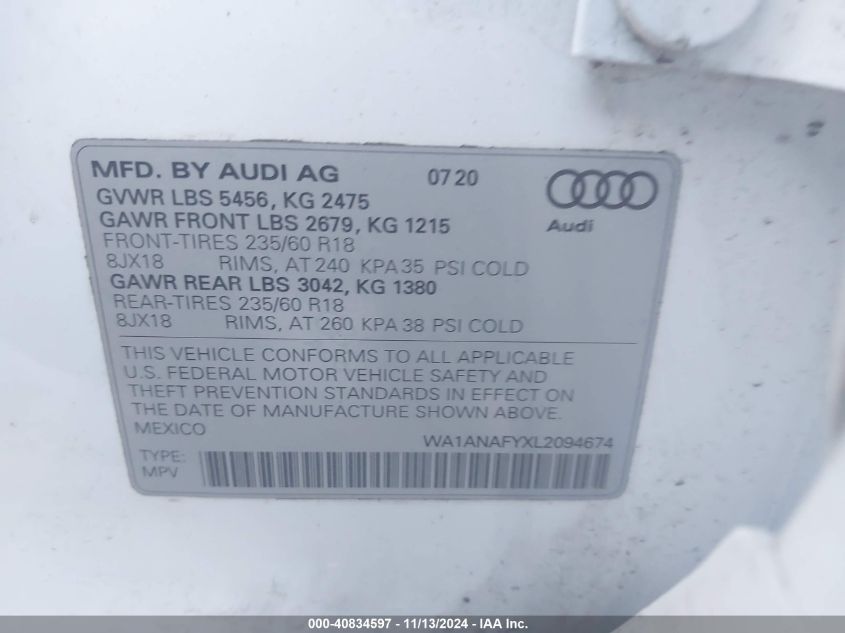 MFD. BY AUDI AG 07 20
GVWR LBS 5456, KG 2475
GAWR FRONT LBS 2679, KG 1215
Audi
FRONT-TIRES 235/60 R18
8JX18 RIMS, AT 240 KPA 35 PSI COLD
GAWR REAR LBS 3042, KG 1380
REAR-TIRES 235/60 R18
8JX18 RIMS, AT 260 KPA 38 PSI COLD
THIS VEHICLE CONFORMS TO ALL APPLICABLE
U.S. FEDERAL MOTOR VEHICLE SAFETY AND
THEFT PREVENTION STANDARDS IN EFFECT ON
THE DATE OF MANUFACTURE SHOWN ABOVE.
MEXICO WA1ANAFYXL2094674
TYPE:
MPV
000-40834597 - 11/13/2024 - IAA Inc.